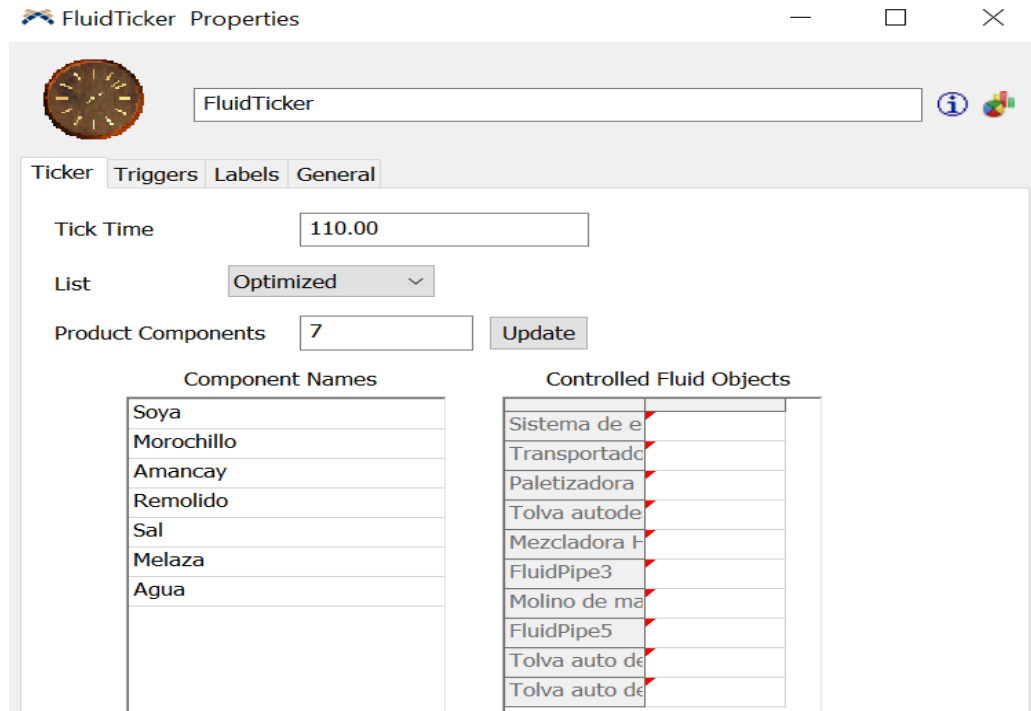 FluidTicker Properties
FluidTicker
Ticker Triggers Labels General
Tick Time 110.00
List Optimized
Product Components 7 Update
Component Names
Soya
Morochillo
Amancay
Remolido
Sal
Melaza
Agua
Controlled Fluid Objects
Sistema de e
Transportado
Paletizadora
Tolva autode
Mezcladora H
FluidPipe3
Molino de ma
FluidPipe5
Tolva auto de
Tolva auto de